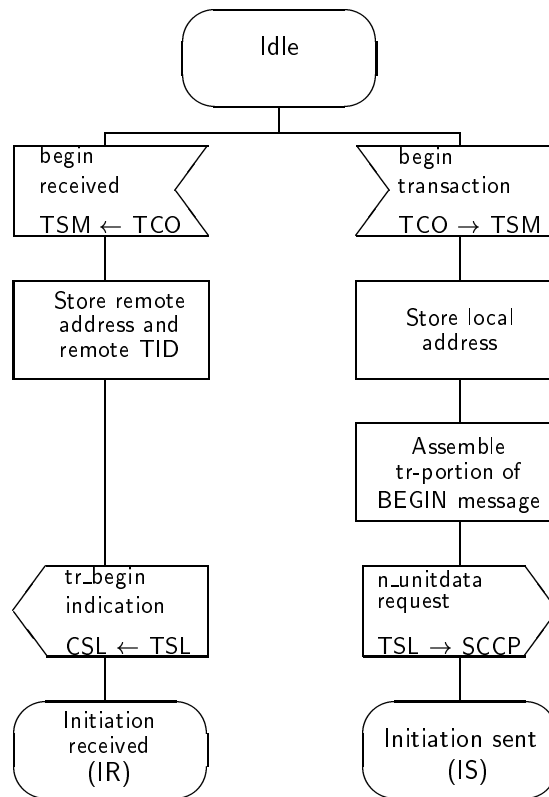 Idle
begin
received
TSM ← TCO
begin
transaction
TCO → TSM
Store remote
address and
remote TID
Store local
address
Assemble
tr-portion of
BEGIN message
tr_begin
indication
CSL ← TSL
n_unitdata
request
TSL → SCCP
Initiation
received
(IR)
Initiation sent
(IS)